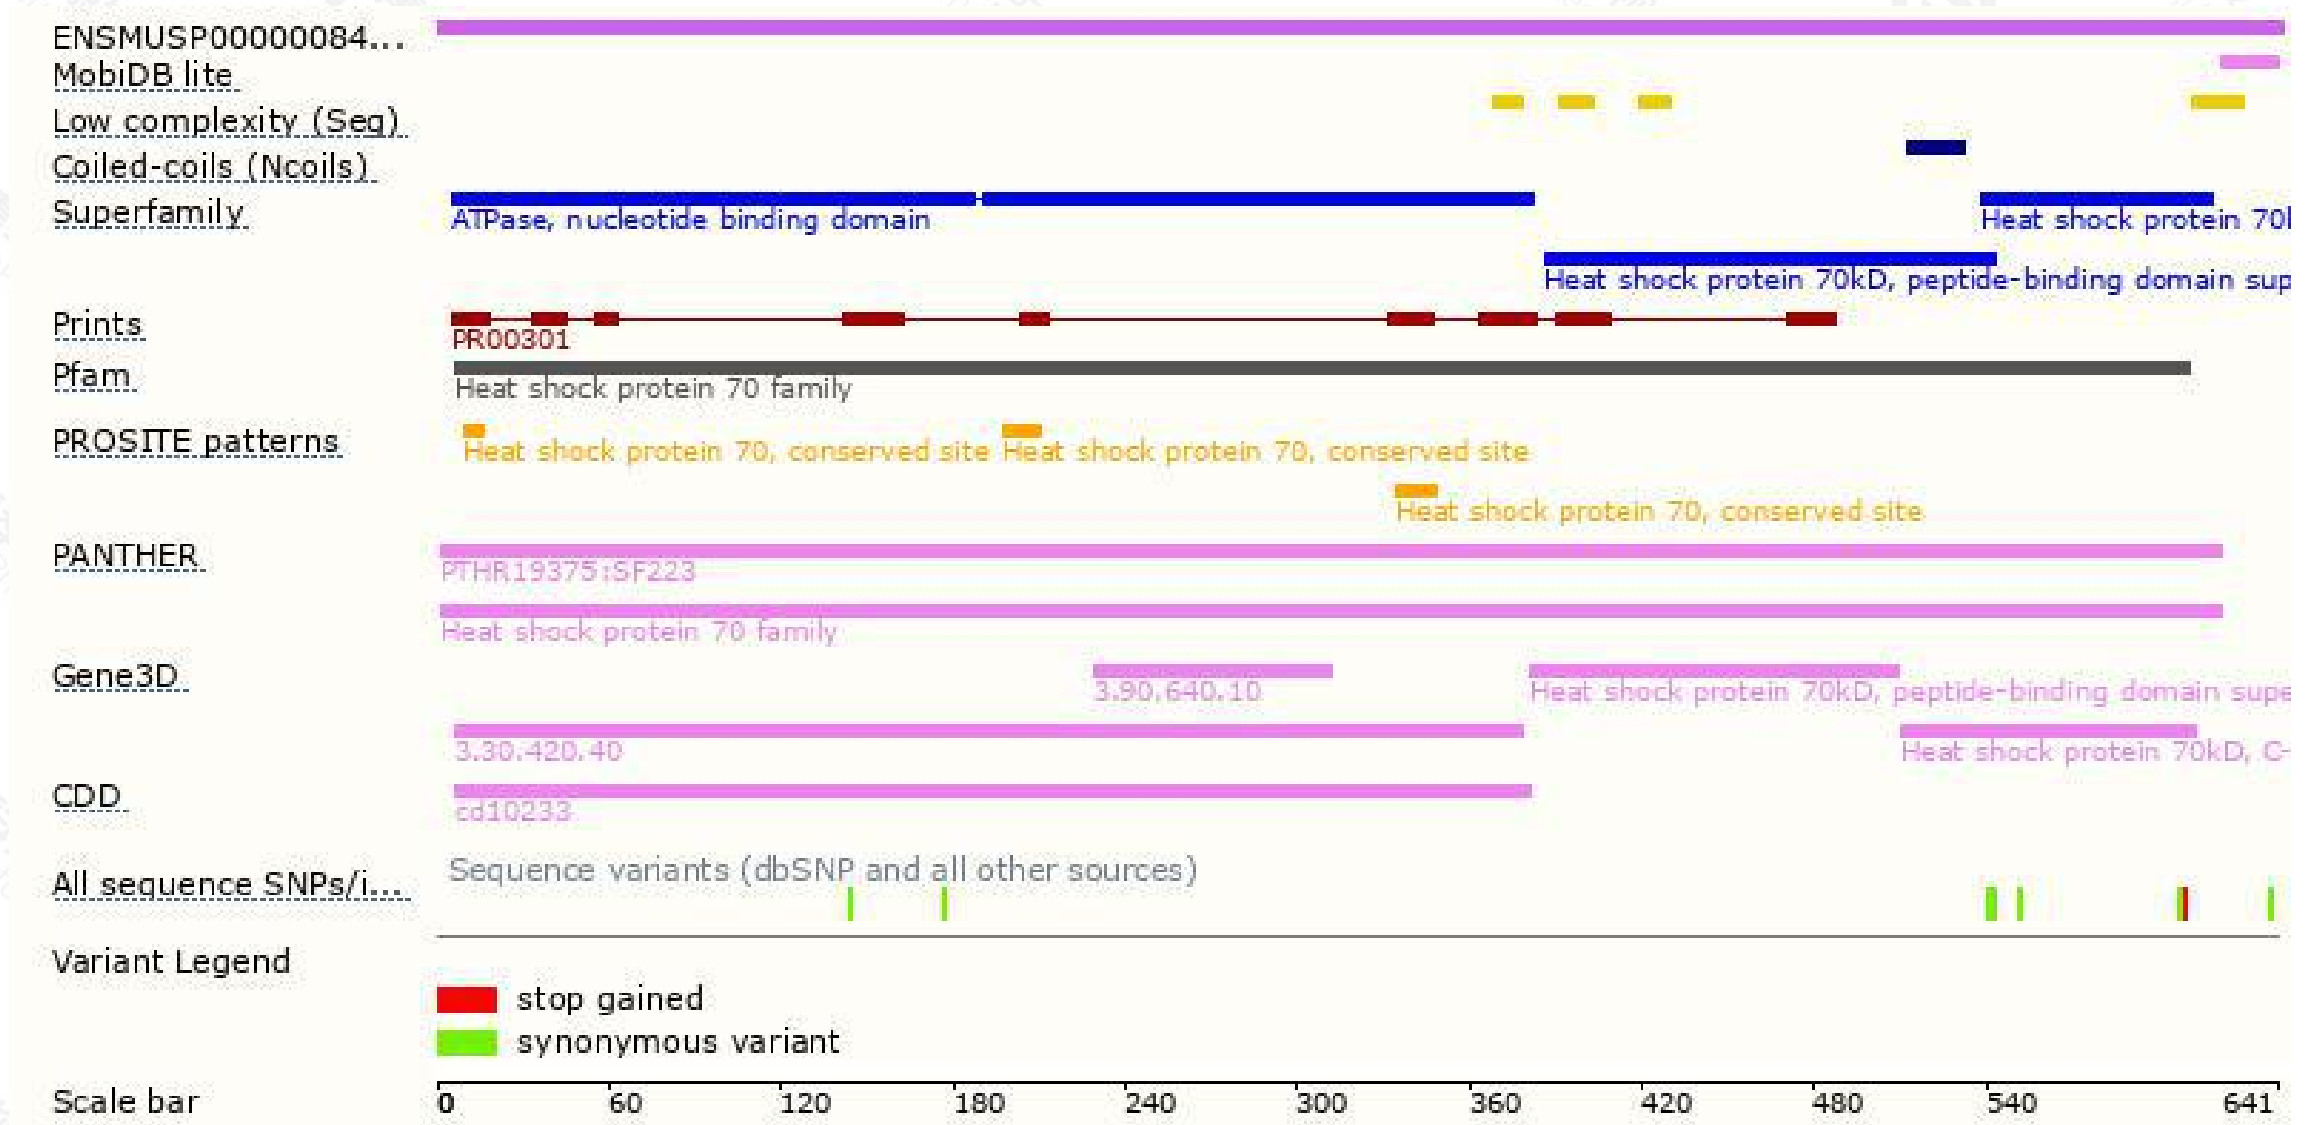 ENSMUSP00000084...
MobiDB lite
Low complexity (Seg)
Coiled-coils (Ncoils)
Superfamily
ATPase, nucleotide binding domain
Heat shock protein 70k
Heat shock protein 70kD, peptide-binding domain sup
Prints
PR00301
Pfam
Heat shock protein 70 family
PROSITE patterns
Heat shock protein 70, conserved site Heat shock protein 70, conserved site
Heat shock protein 70, conserved site
PANTHER
PTHR19375:SF223
Heat shock protein 70 family
Gene3D
3.90.640.10 Heat shock protein 70kD, peptide-binding domain supe
3.30.420.40 Heat shock protein 70kD, C-
CDD
cd10233
All sequence SNPs/i...
Sequence variants (dbSNP and all other sources)
Variant Legend
stop gained
synonymous variant
Scale bar
0 60 120 180 240 300 360 420 480 540 641